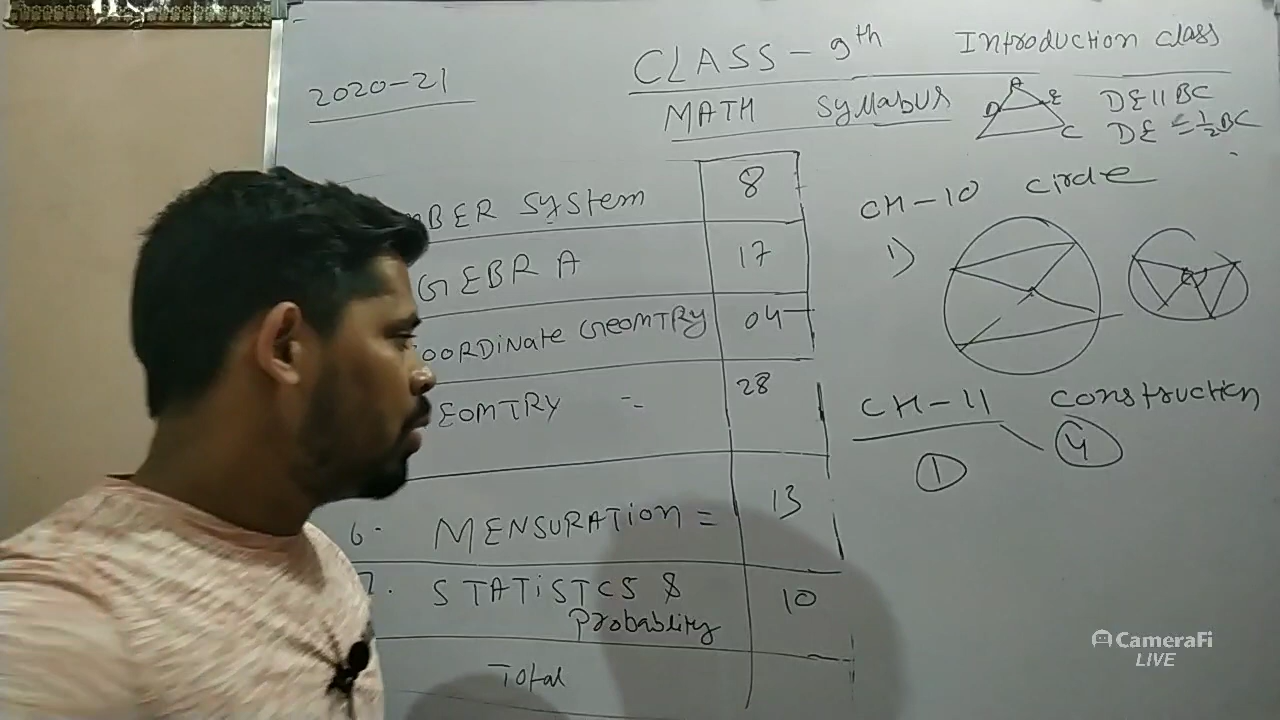 2020-21
CLASS - 9th Introduction class
MATH Syllabus
A
D E
C
DE || BC
DE = 1/2 BC
BER System 8
GEBRA 17
OORDINATE GEOMTRY 04
EOMTRY - 28
6. MENSURATION = 13
7. STATISTCS &
Probablity 10
Total
CH-10 circle
1)
CH-11 construction
1 4
CameraFi
LIVE